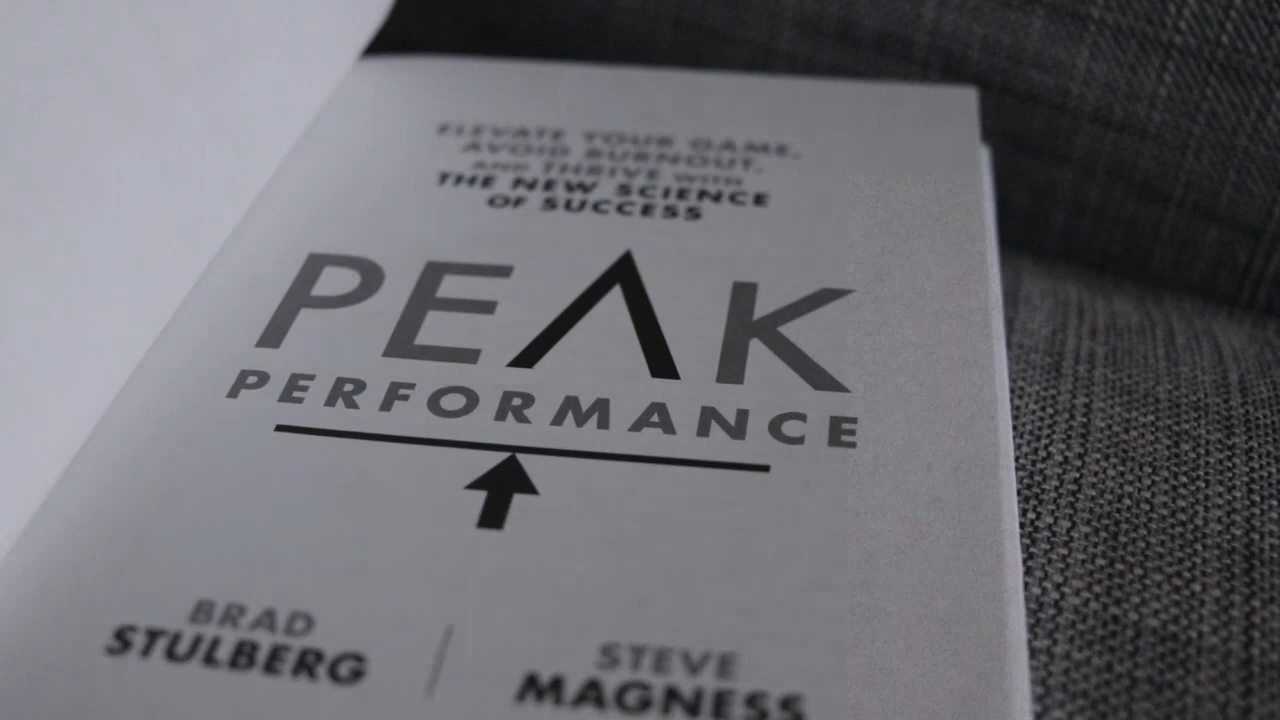 ELEVATE YOUR GAME,
AVOID BURNOUT,
AND THRIVE WITH
THE NEW SCIENCE
OF SUCCESS
PEAK
PERFORMANCE
BRAD
STULBERG
STEVE
MAGNESS